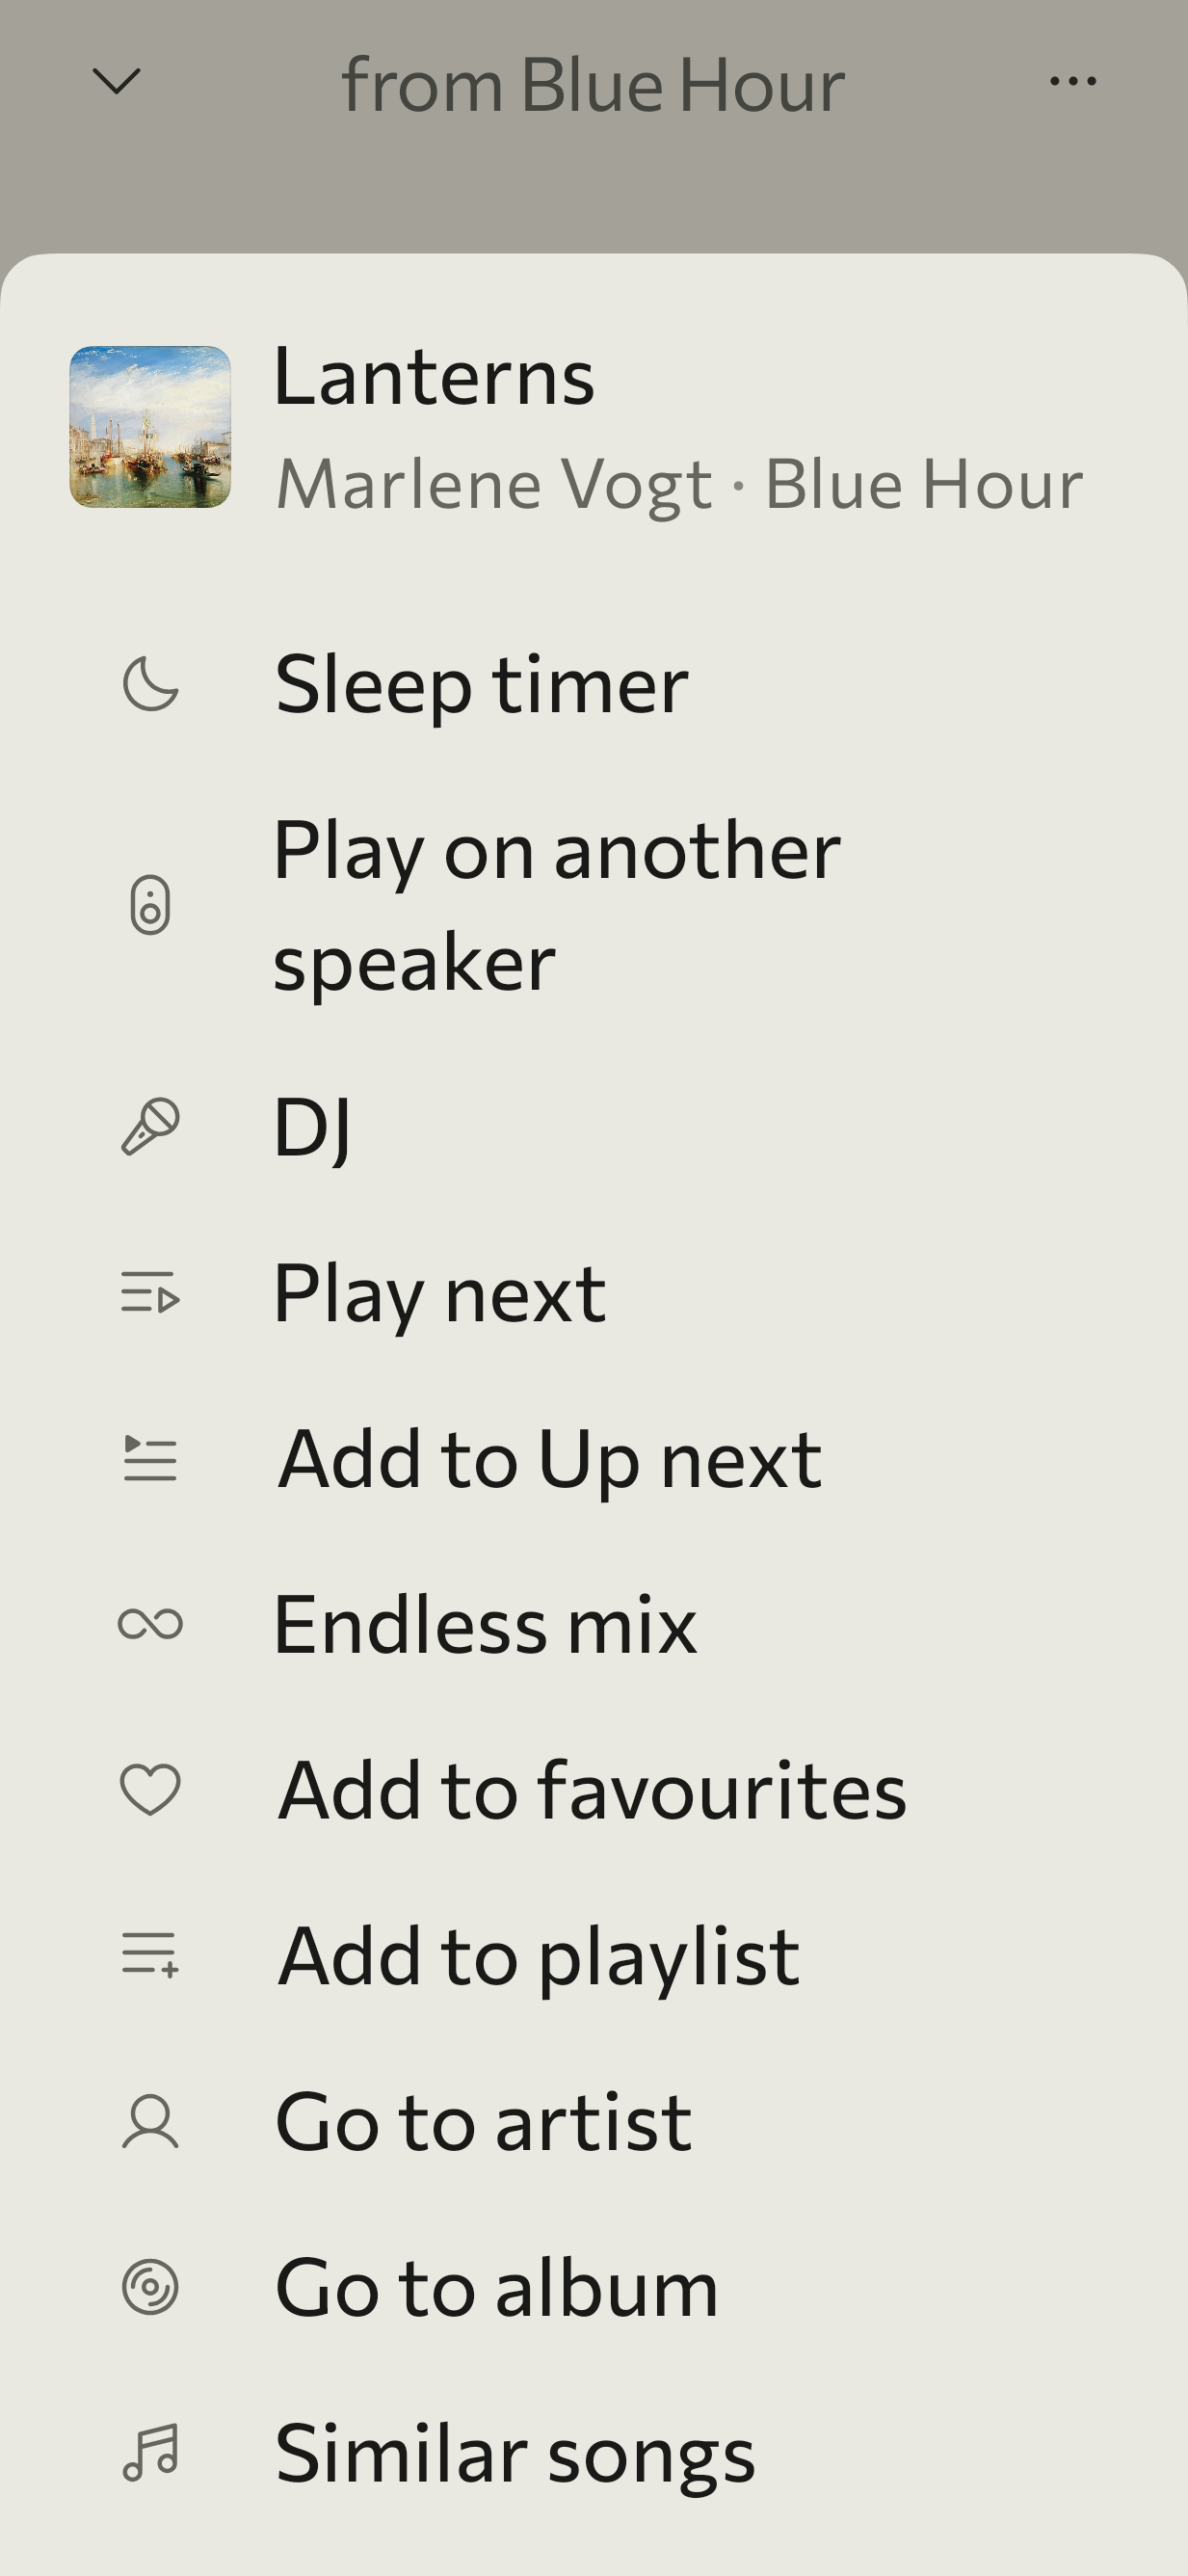 from Blue Hour
Lanterns
Marlene Vogt · Blue Hour
Sleep timer
Play on another
speaker
DJ
Play next
Add to Up next
Endless mix
Add to favourites
Add to playlist
Go to artist
Go to album
Similar songs